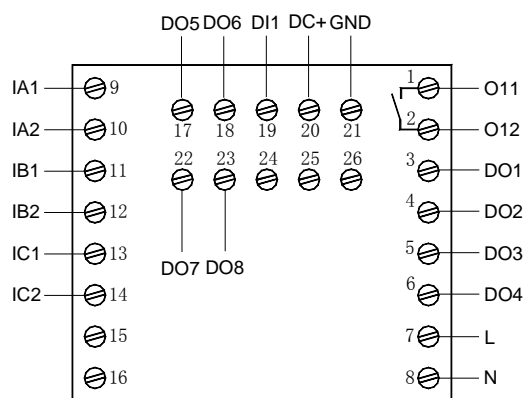 DO5 DO6 DI1 DC+ GND
IA1 9 1 O11
17 18 19 20 21
IA2 10 2 O12
22 23 24 25 26
IB1 11 3 DO1
IB2 12 4 DO2
DO7 DO8
IC1 13 5 DO3
IC2 14 6 DO4
15 7 L
16 8 N